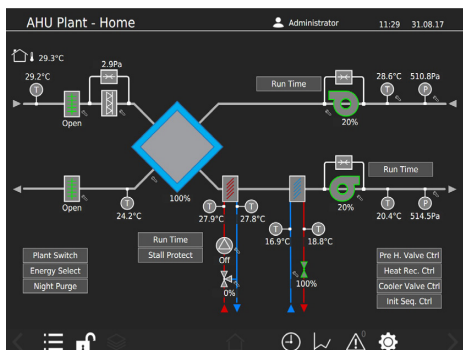 AHU Plant - Home
Administrator
11:29 31.08.17
29.3°C
29.2°C
2.9Pa
Run Time
28.6°C
510.8Pa
T
T
P
Open
20%
Run Time
Open
100%
20%
T
24.2°C
T
27.9°C
T
27.8°C
T
20.4°C
P
514.5Pa
T
16.9°C
T
18.8°C
Run Time
Stall Protect
Off
Plant Switch
Energy Select
Night Purge
0%
100%
Pre H. Valve Ctrl
Heat Rec. Ctrl
Cooler Valve Ctrl
Init Seq. Ctrl
0